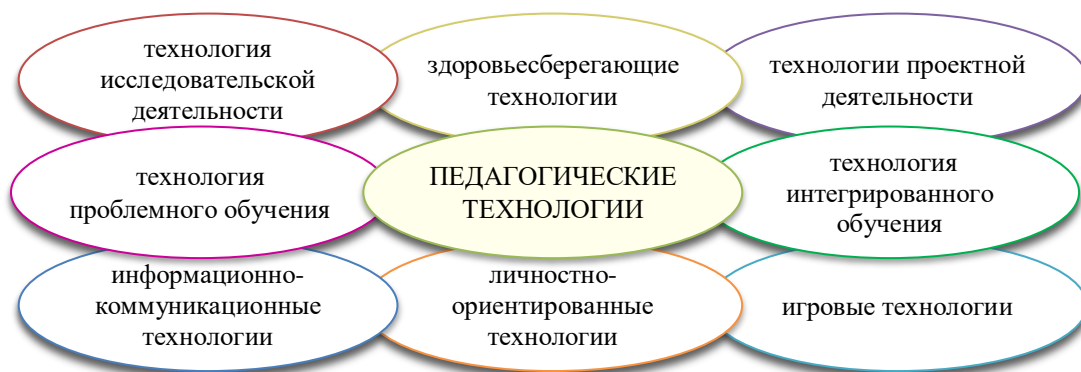 технология
исследовательской
деятельности
здоровьесберегающие
технологии
технологии проектной
деятельности
технология
проблемного обучения
ПЕДАГОГИЧЕСКИЕ
ТЕХНОЛОГИИ
технология
интегрированного
обучения
информационно-
коммуникационные
технологии
личностно-
ориентированные
технологии
игровые технологии